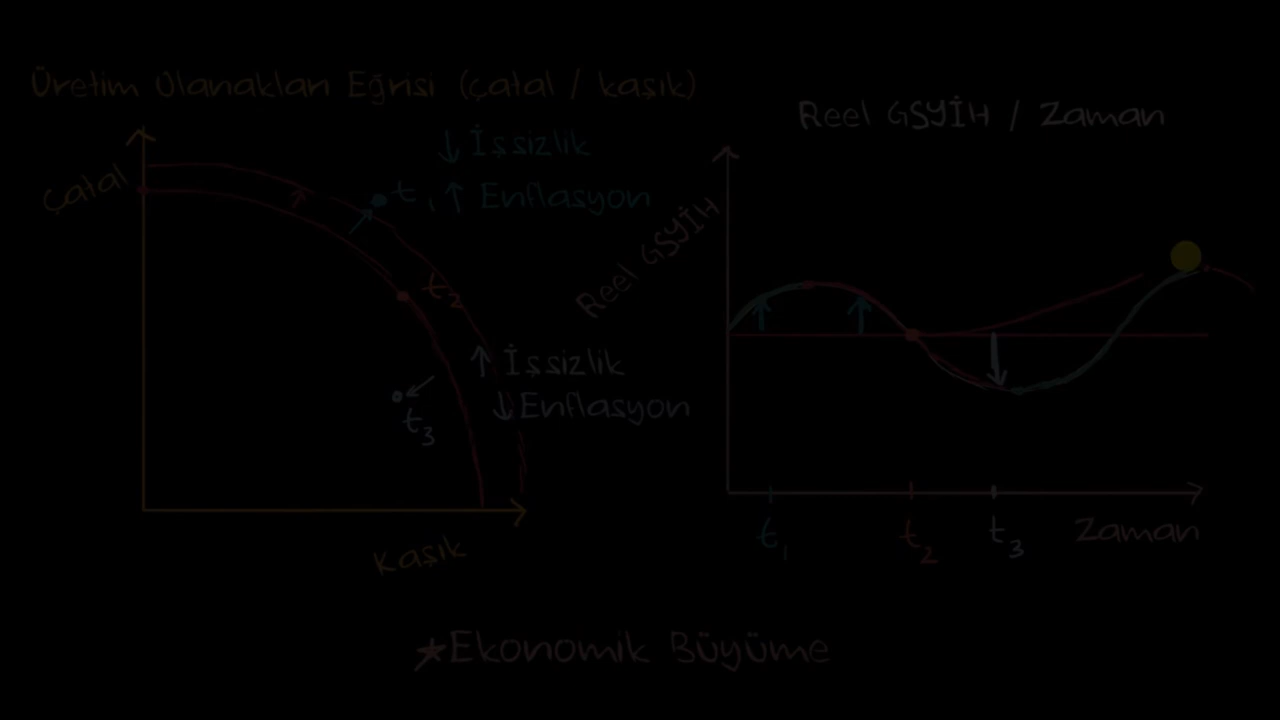 Üretim Olanakları Eğrisi (çatal / kaşık)
Çatal
↓ İşsizlik
t₁ ↑ Enflasyon
t₂
↑ İşsizlik
↓ Enflasyon
t₃
Kaşık
Reel GSYİH / Zaman
Reel GSYİH
t₁
t₂
t₃
Zaman
★Ekonomik Büyüme